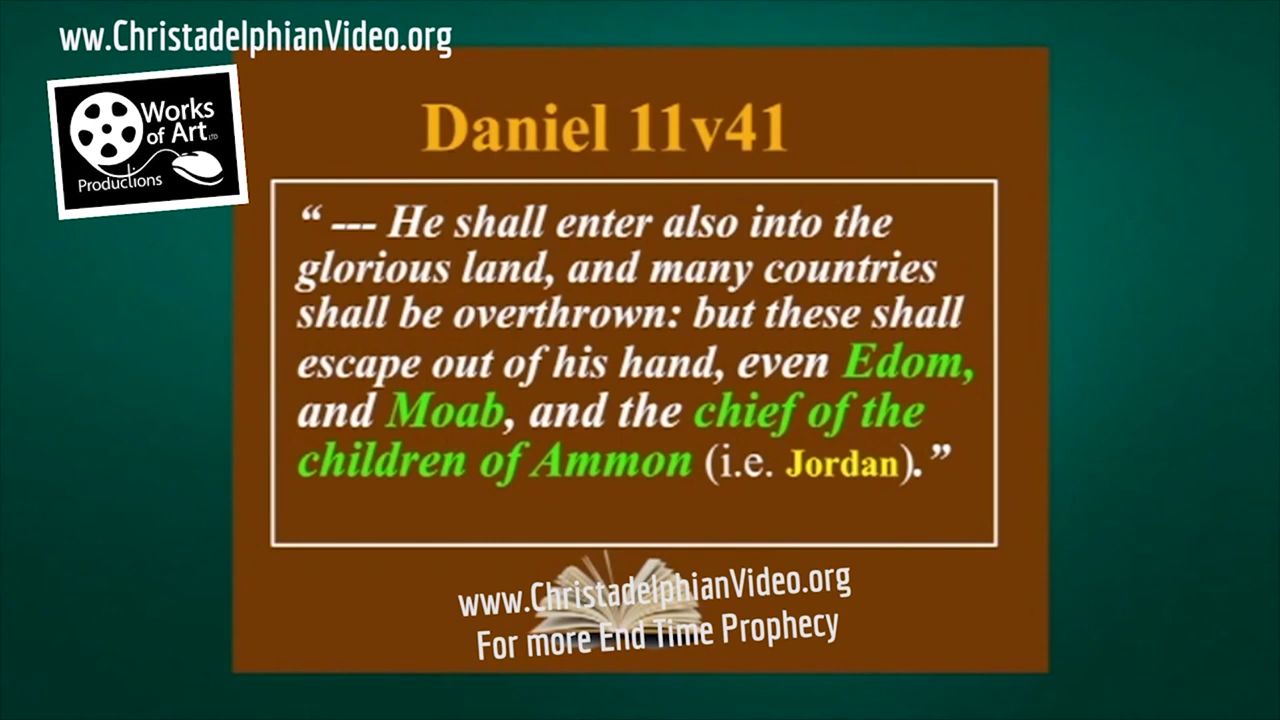 ww.ChristadelphianVideo.org
Works
of Art LTD
Productions
Daniel 11v41
“ --- He shall enter also into the
glorious land, and many countries
shall be overthrown: but these shall
escape out of his hand, even Edom,
and Moab, and the chief of the
children of Ammon (i.e. Jordan).”
www.ChristadelphianVideo.org
For more End Time Prophecy